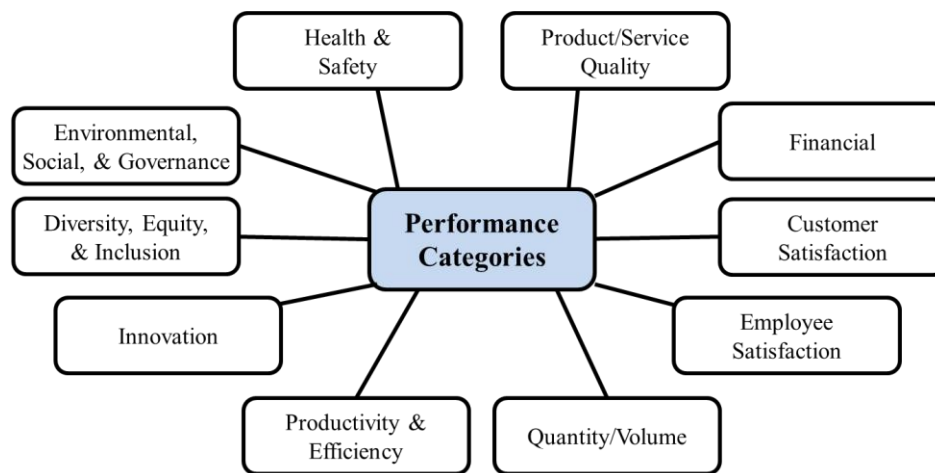 Health &
Safety
Product/Service
Quality
Environmental,
Social, & Governance
Financial
Diversity, Equity,
& Inclusion
Performance
Categories
Customer
Satisfaction
Innovation
Employee
Satisfaction
Productivity &
Efficiency
Quantity/Volume